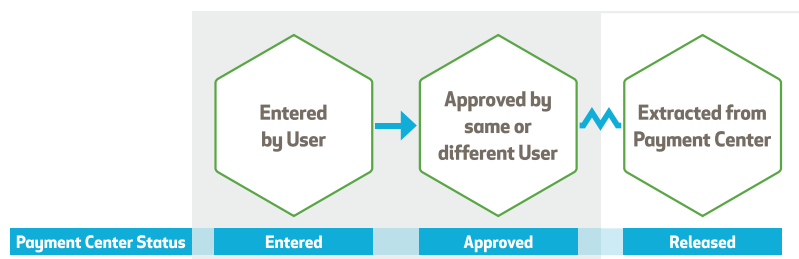 Entered
by User
Approved by
same or
different User
Extracted from
Payment Center
Payment Center Status
Entered
Approved
Released